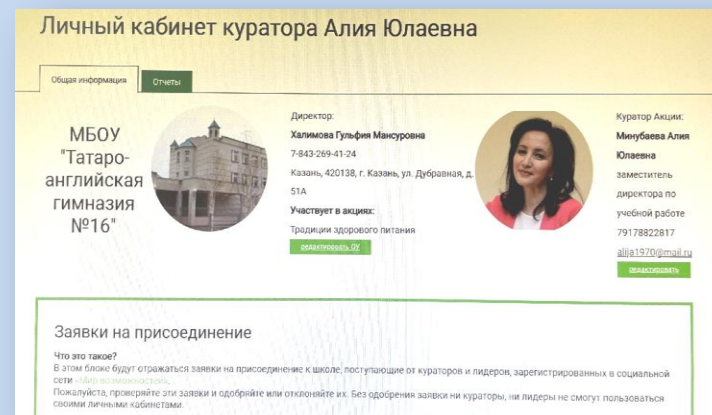 Личный кабинет куратора Алия Юлаевна
Общая информация
Отчеты
МБОУ
"Татаро-
английская
гимназия
№16"
Директор:
Халимова Гульфия Мансуровна
7-843-269-41-24
Казань, 420138, г. Казань, ул. Дубравная, д.
51А
Участвует в акциях:
Традиции здорового питания
редактировать ОУ
Куратор Акции:
Минубаева Алия
Юлаевна
заместитель
директора по
учебной работе
79178822817
alija1970@mail.ru
редактировать
Заявки на присоединение
Что это такое?
В этом блоке будут отражаться заявки на присоединение к школе, поступающие от кураторов и лидеров, зарегистрированных в социальной
сети «Мир возможностей».
Пожалуйста, проверяйте эти заявки и одобряйте или отклоняйте их. Без одобрения заявки ни кураторы, ни лидеры не смогут пользоваться
своими личными кабинетами.